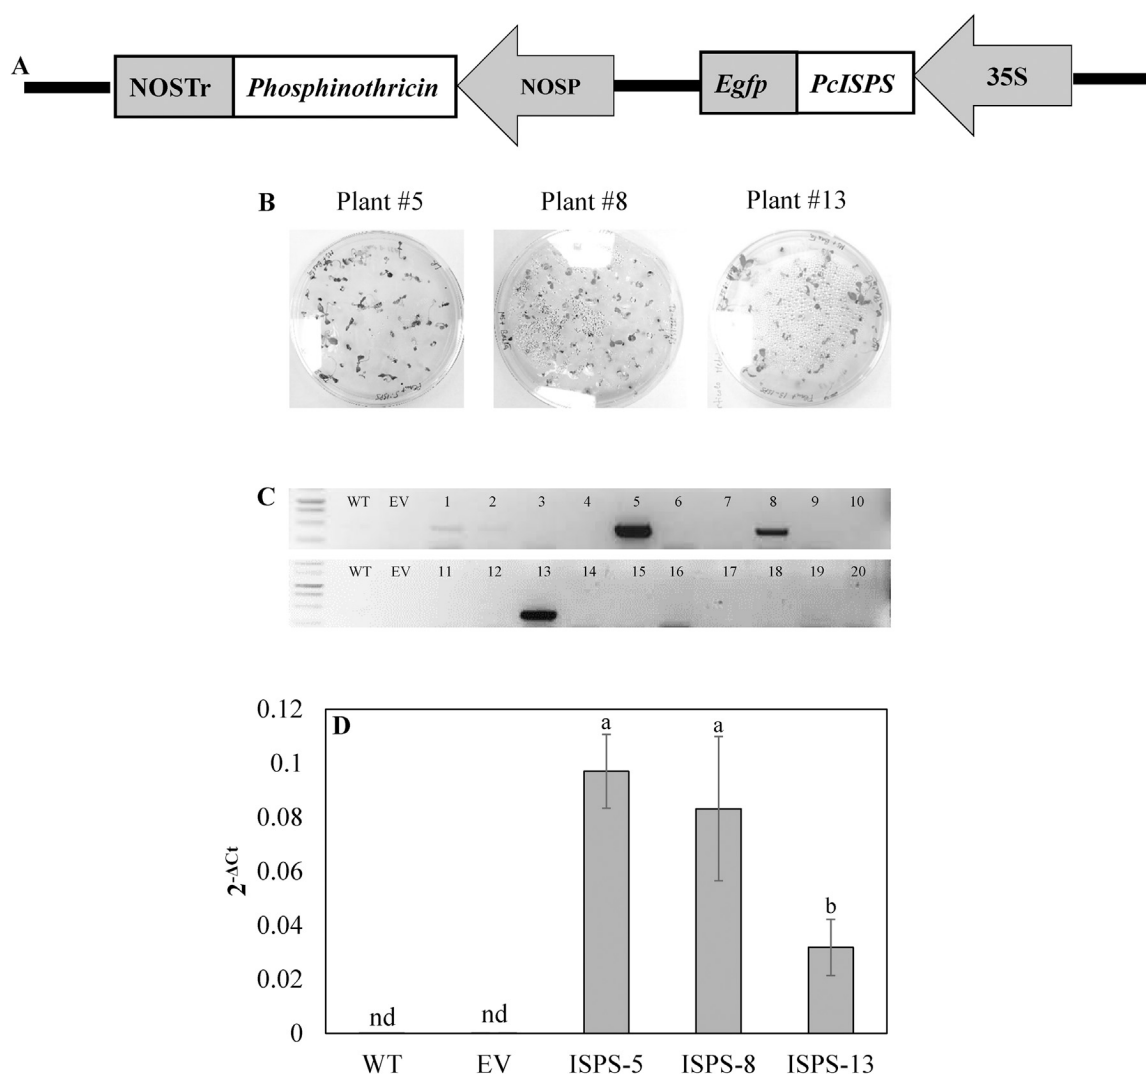 A
NOSTr Phosphinothricin NOSP Egfp PcISPS 35S
B Plant #5 Plant #8 Plant #13
C WT EV 1 2 3 4 5 6 7 8 9 10
WT EV 11 12 13 14 15 16 17 18 19 20
D
2-ΔCt
0.12
0.1
0.08
0.06
0.04
0.02
0
nd nd a a b
WT EV ISPS-5 ISPS-8 ISPS-13